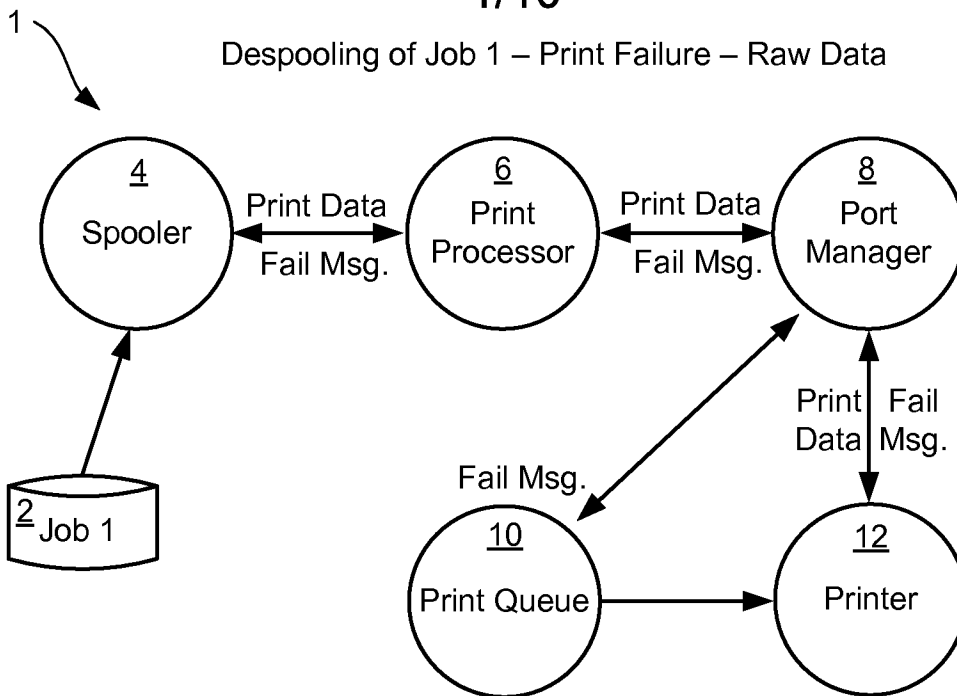 1
Despooling of Job 1 – Print Failure – Raw Data
4
Spooler
Print Data
Fail Msg.
6
Print
Processor
Print Data
Fail Msg.
8
Port
Manager
Print
Data
Fail
Msg.
Fail Msg.
2
Job 1
10
Print Queue
12
Printer